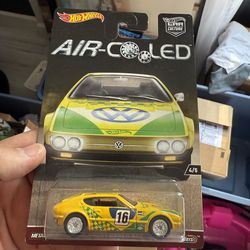 Hot Wheels
CAR
CULTURE
AIR-COOLED
4/5
16